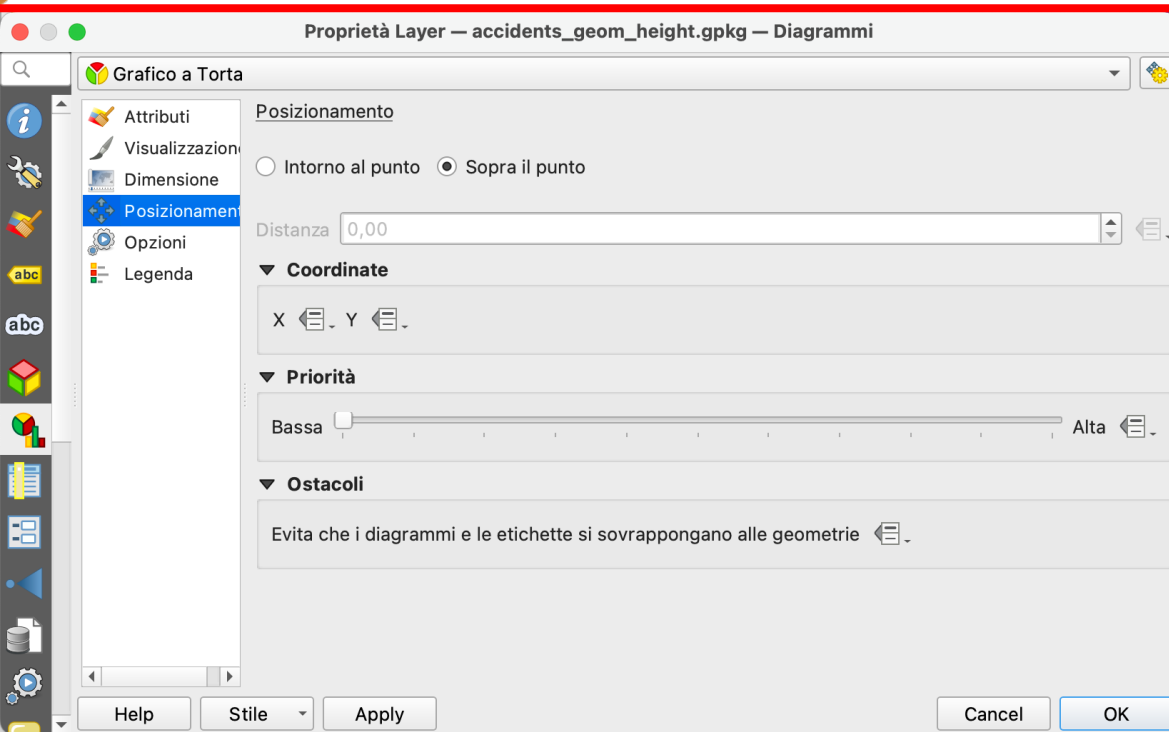 Proprietà Layer — accidents_geom_height.gpkg — Diagrammi
Grafico a Torta
Attributi
Visualizzazion
Dimensione
Posizionament
Opzioni
Legenda
Posizionamento
Intorno al punto Sopra il punto
Distanza 0,00
Coordinate
X Y
Priorità
Bassa Alta
Ostacoli
Evita che i diagrammi e le etichette si sovrappongano alle geometrie
abc
abc
Help Stile Apply Cancel OK